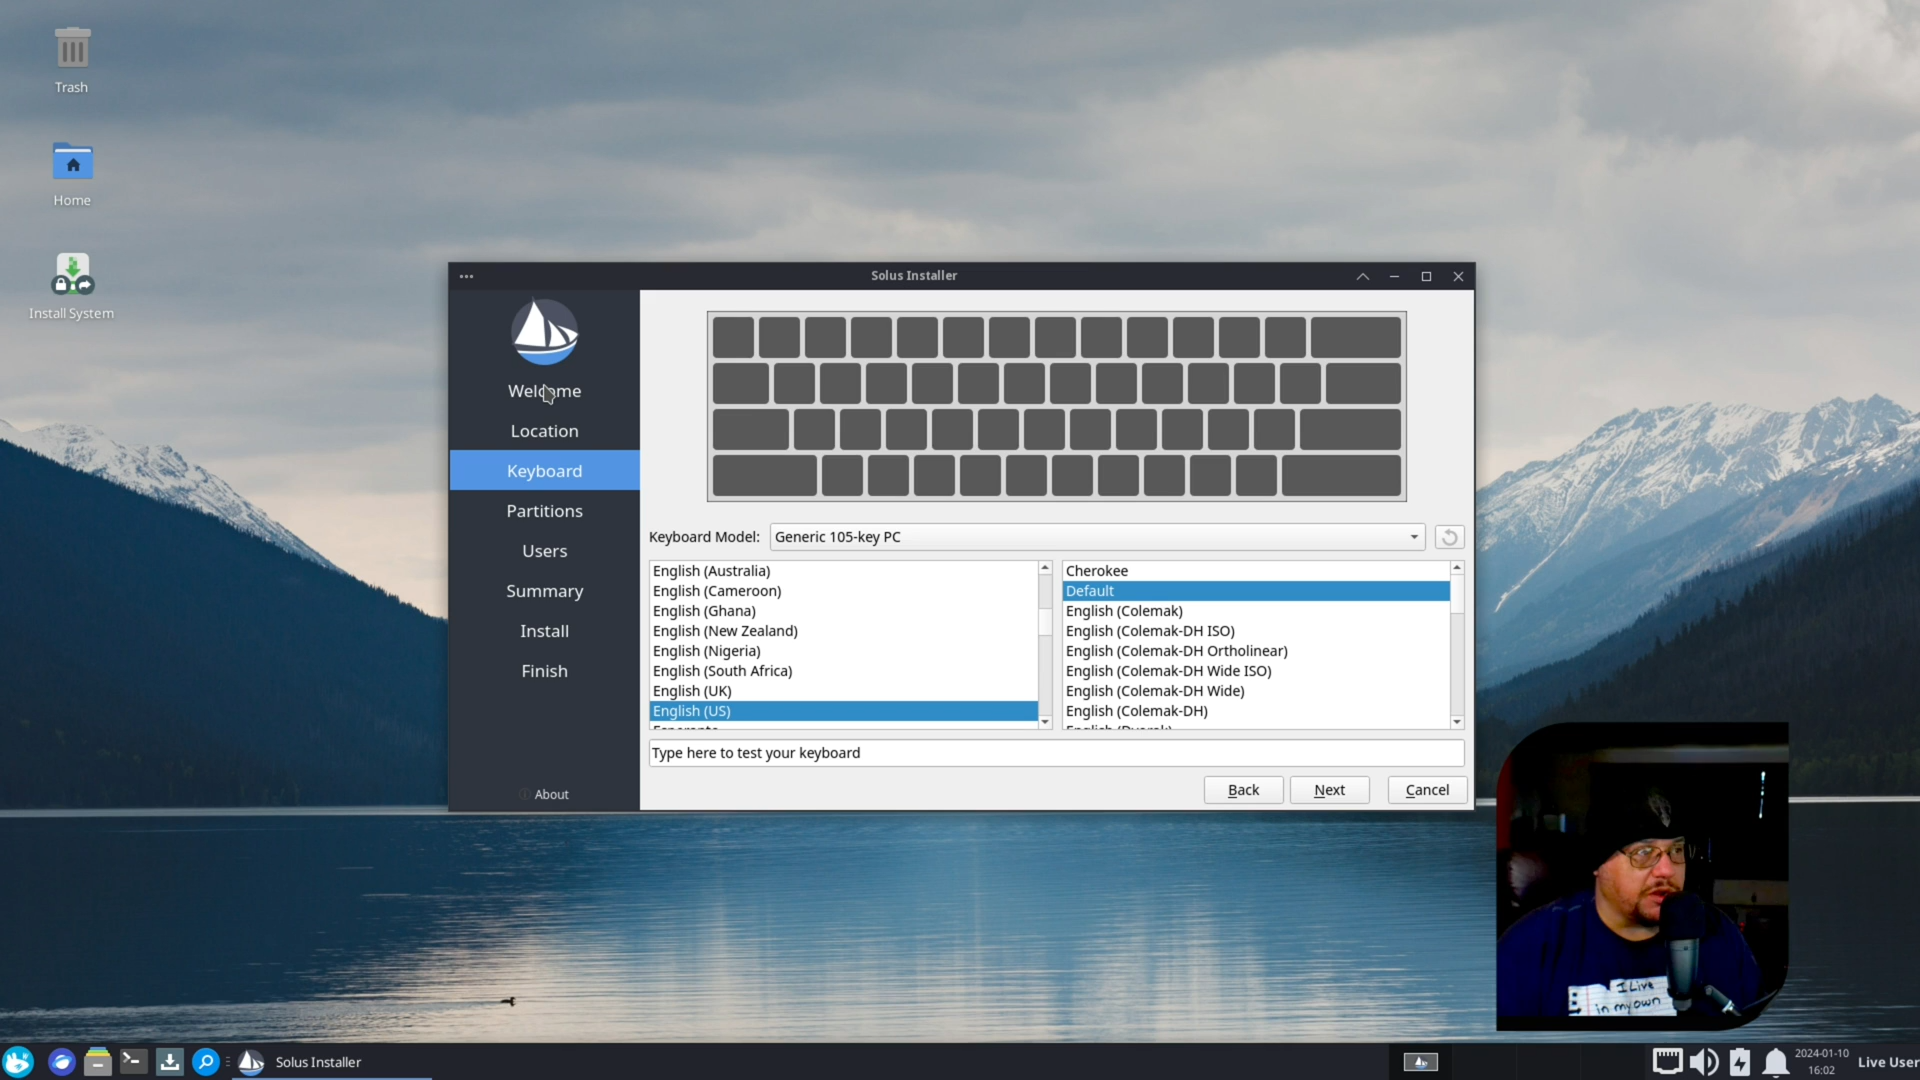 Trash
Home
Install System
Solus Installer
Welcome
Location
Keyboard
Partitions
Users
Summary
Install
Finish
About
Keyboard Model: Generic 105-key PC
English (Australia)
English (Cameroon)
English (Ghana)
English (New Zealand)
English (Nigeria)
English (South Africa)
English (UK)
English (US)
Esperanto
Cherokee
Default
English (Colemak)
English (Colemak-DH ISO)
English (Colemak-DH Ortholinear)
English (Colemak-DH Wide ISO)
English (Colemak-DH Wide)
English (Colemak-DH)
English (Dvorak)
Type here to test your keyboard
Back Next Cancel
I Live
in my own
Solus Installer
2024-01-10
16:02
Live User